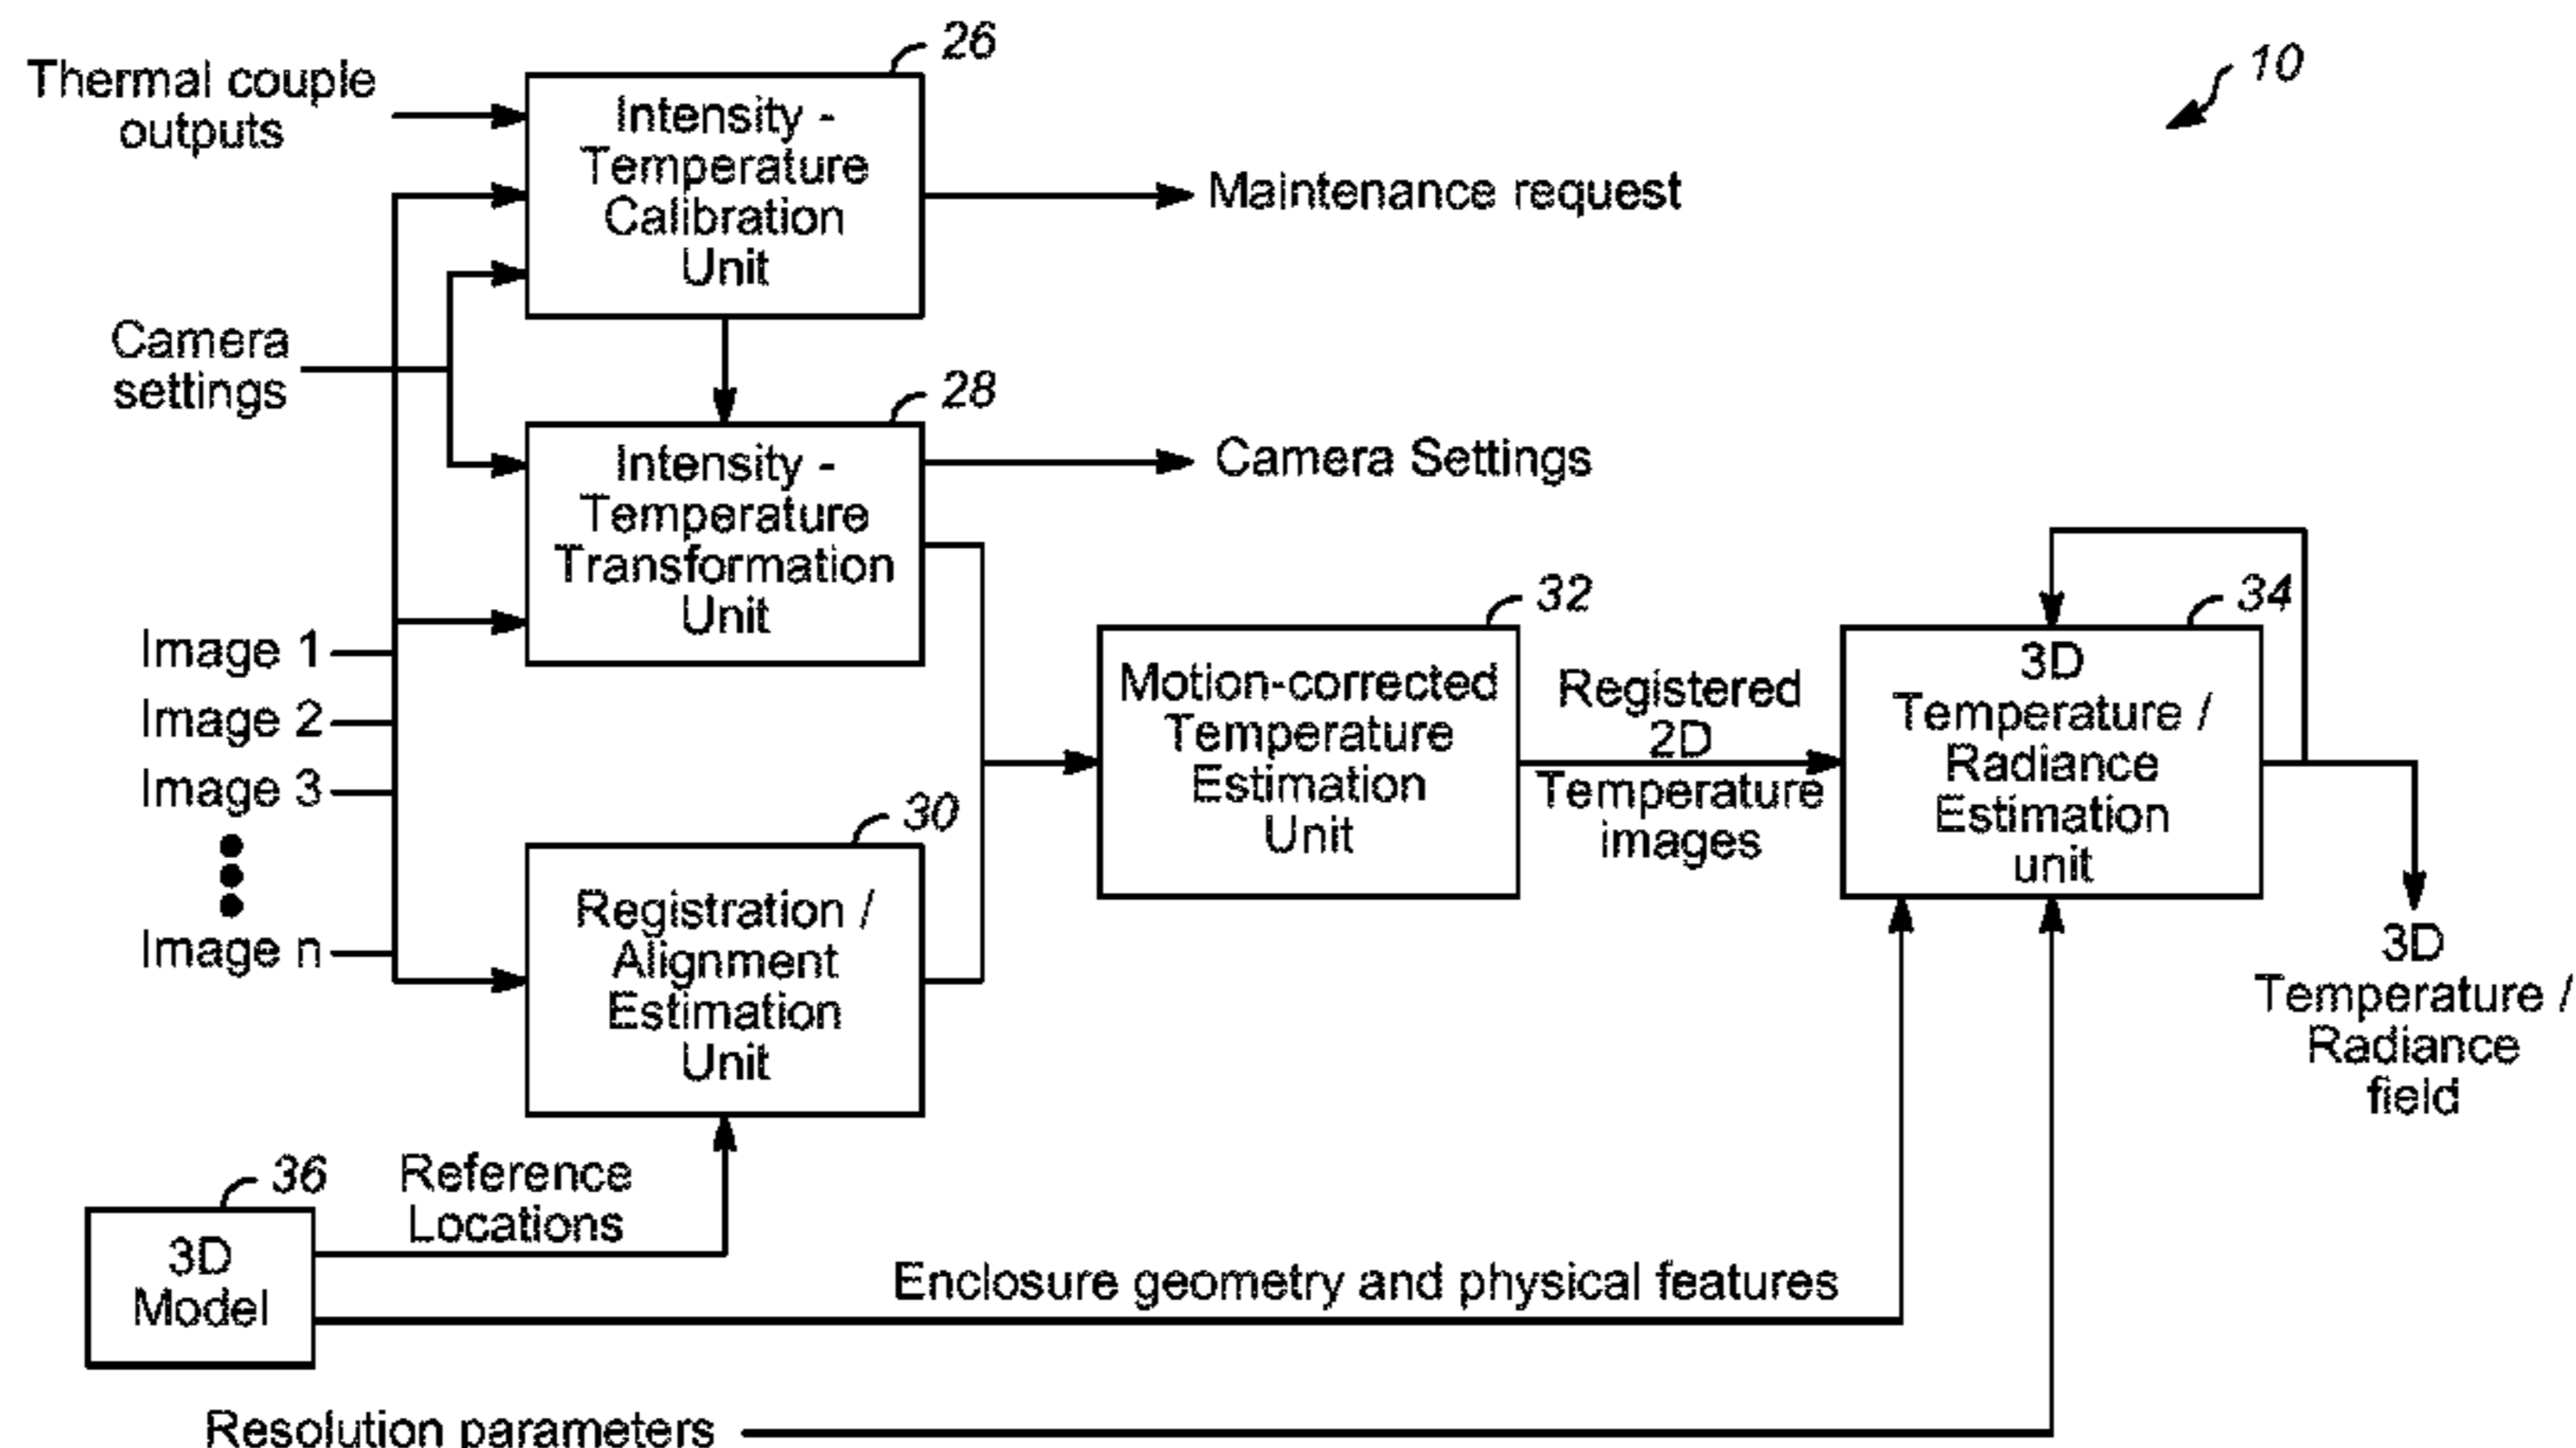 10
Thermal couple
outputs
26
Intensity -
Temperature
Calibration
Unit
Maintenance request
Camera
settings
28
Intensity -
Temperature
Transformation
Unit
Camera Settings
Image 1
Image 2
Image 3
Image n
30
Registration /
Alignment
Estimation
Unit
32
Motion-corrected
Temperature
Estimation
Unit
Registered
2D
Temperature
images
34
3D
Temperature /
Radiance
Estimation
unit
3D
Temperature /
Radiance
field
36
3D
Model
Reference
Locations
Enclosure geometry and physical features
Resolution parameters